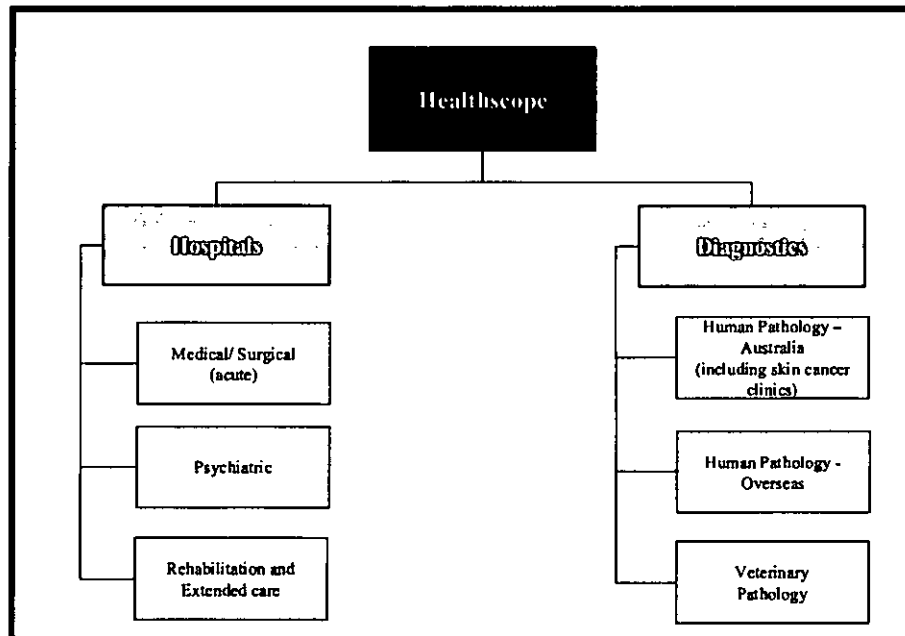 Healthscope
Hospitals
Diagnostics
Medical/ Surgical
(acute)
Human Pathology –
Australia
(including skin cancer
clinics)
Psychiatric
Human Pathology -
Overseas
Rehabilitation and
Extended care
Veterinary
Pathology